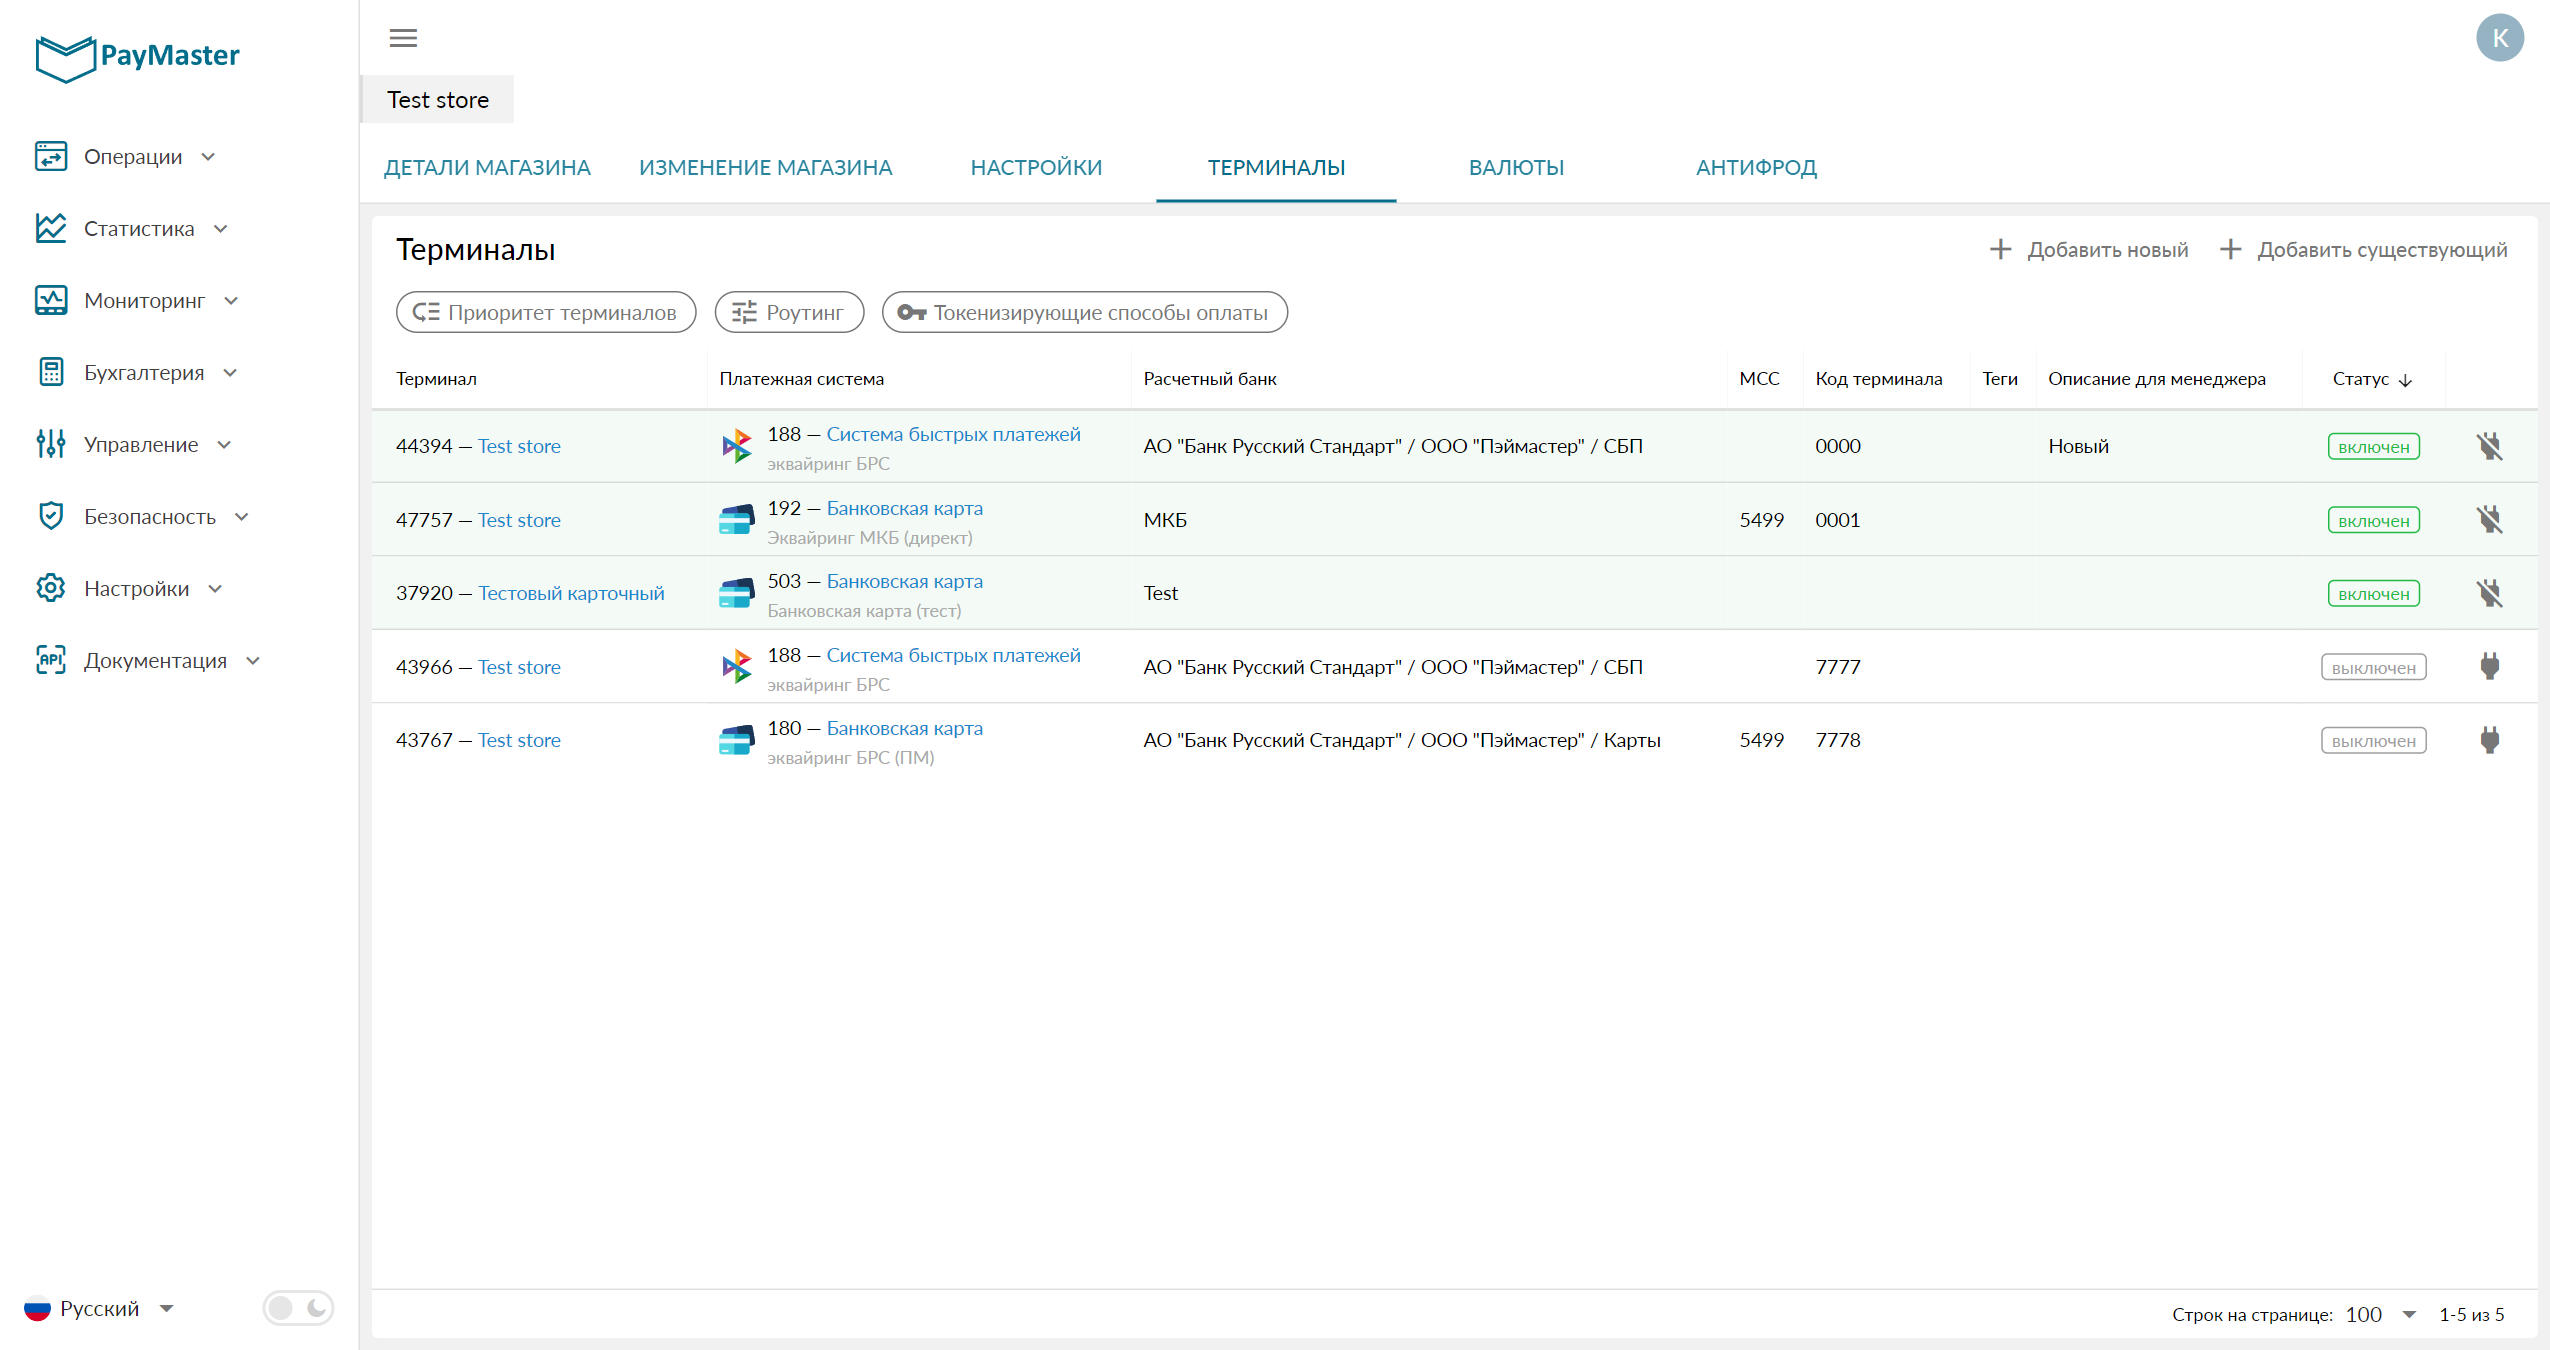 PayMaster
K
Test store
Операции
Статистика
Мониторинг
Бухгалтерия
Управление
Безопасность
Настройки
API Документация
ДЕТАЛИ МАГАЗИНА ИЗМЕНЕНИЕ МАГАЗИНА НАСТРОЙКИ ТЕРМИНАЛЫ ВАЛЮТЫ АНТИФРОД
Терминалы
Добавить новый Добавить существующий
Приоритет терминалов Роутинг Токенизирующие способы оплаты
Терминал Платежная система Расчетный банк MCC Код терминала Теги Описание для менеджера Статус
44394 — Test store 188 — Система быстрых платежей АО "Банк Русский Стандарт" / ООО "Пэймастер" / СБП 0000 Новый включен
эквайринг БРС
47757 — Test store 192 — Банковская карта МКБ 5499 0001 включен
Эквайринг МКБ (директ)
37920 — Тестовый карточный 503 — Банковская карта Test включен
Банковская карта (тест)
43966 — Test store 188 — Система быстрых платежей АО "Банк Русский Стандарт" / ООО "Пэймастер" / СБП 7777 выключен
эквайринг БРС
43767 — Test store 180 — Банковская карта АО "Банк Русский Стандарт" / ООО "Пэймастер" / Карты 5499 7778 выключен
эквайринг БРС (ПМ)
Русский
Строк на странице: 100 1-5 из 5